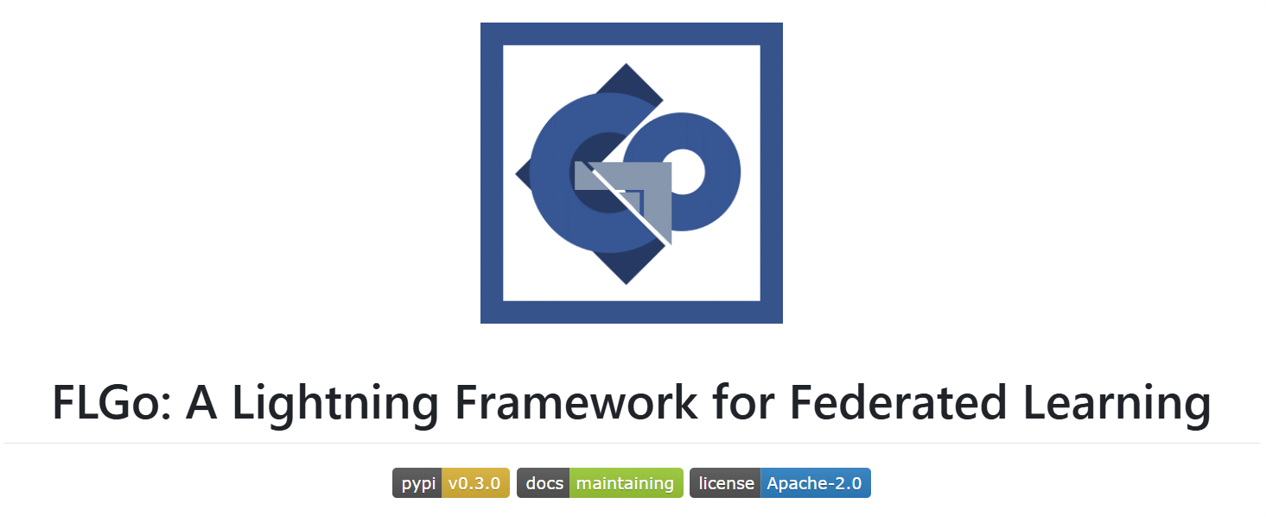 FLGo: A Lightning Framework for Federated Learning
pypi v0.3.0 docs maintaining license Apache-2.0